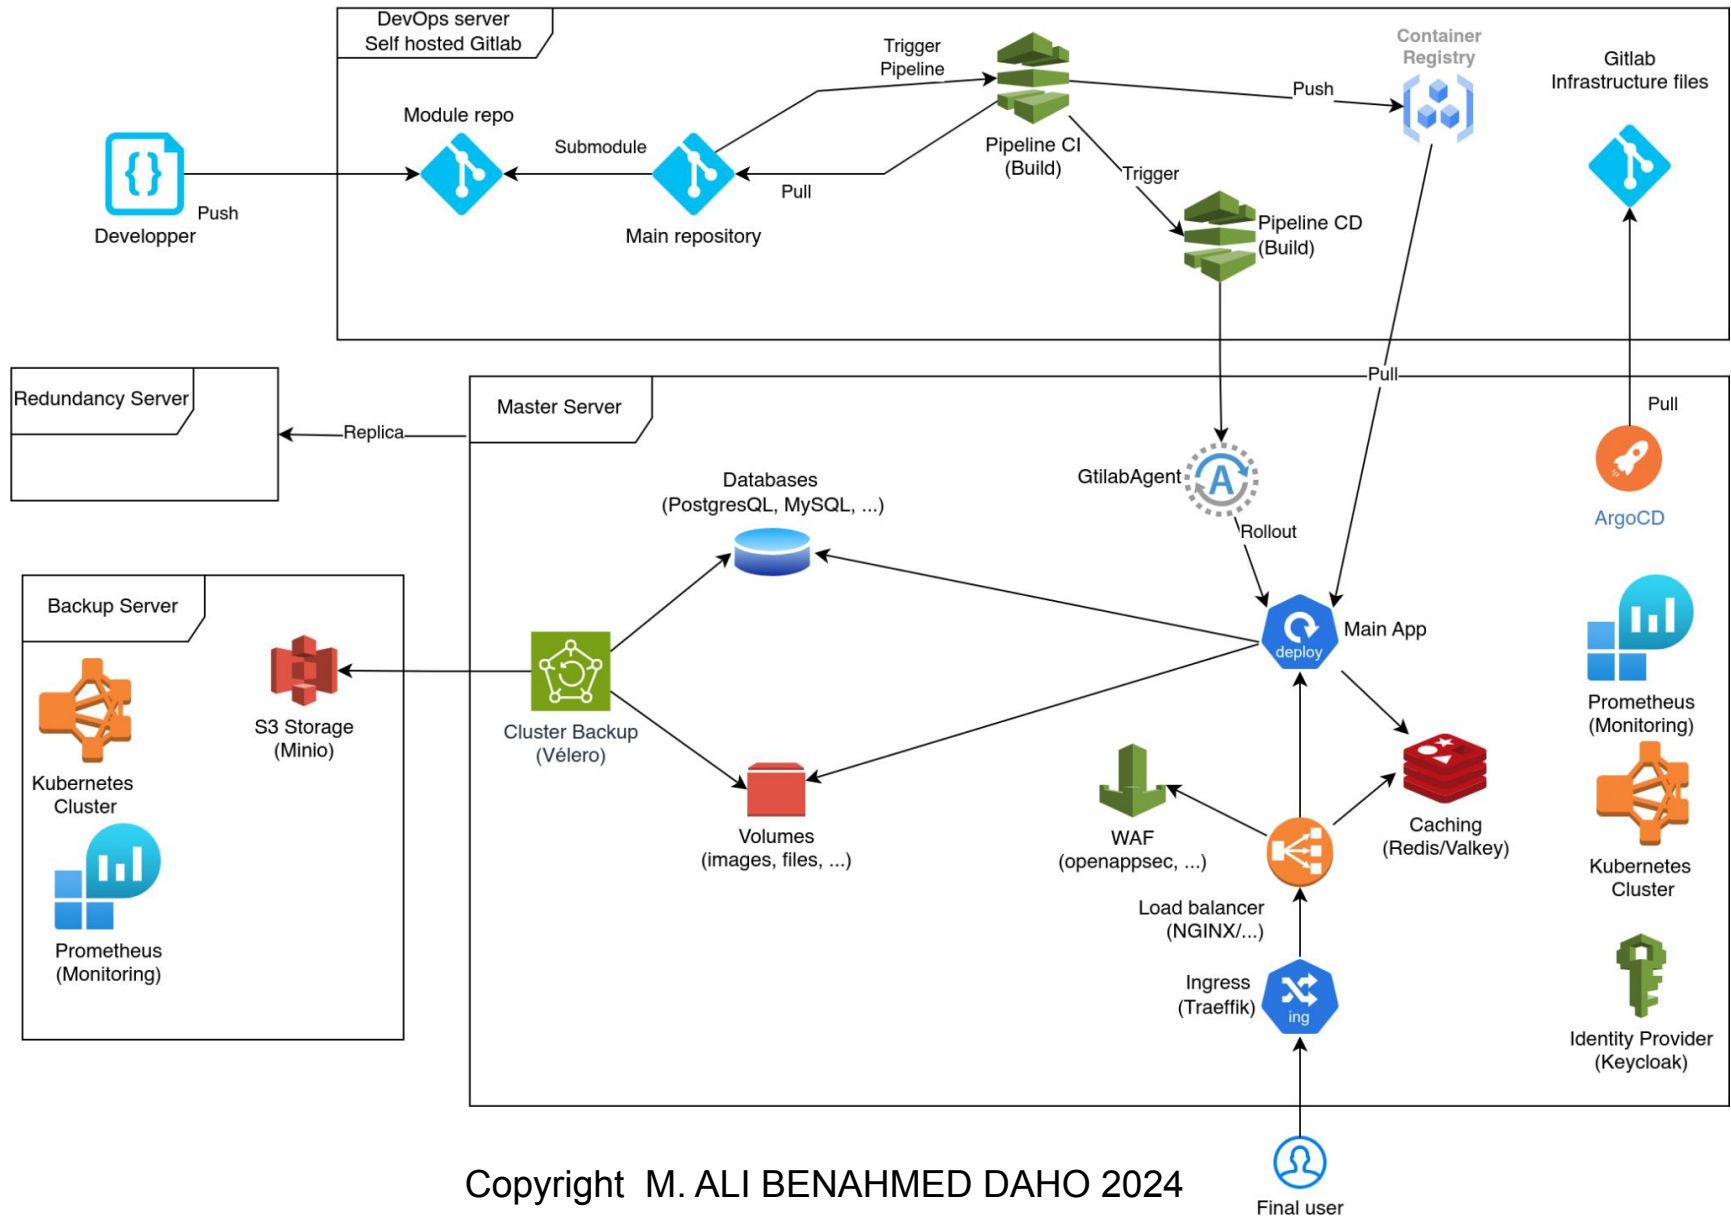 DevOps server
Self hosted Gitlab
Trigger
Pipeline
Container
Registry
Gitlab
Infrastructure files
Push
Module repo
Submodule
Pipeline CI
(Build)
Trigger
Pull
Push
Developper
Main repository
Pipeline CD
(Build)
Redundancy Server
Replica
Master Server
Pull
Pull
GtilabAgent
A
Rollout
ArgoCD
Databases
(PostgresQL, MySQL, ...)
Backup Server
deploy
Main App
S3 Storage
(Minio)
Cluster Backup
(Vélero)
Prometheus
(Monitoring)
Kubernetes
Cluster
Volumes
(images, files, ...)
WAF
(openappsec, ...)
Caching
(Redis/Valkey)
Kubernetes
Cluster
Load balancer
(NGINX/...)
Prometheus
(Monitoring)
Ingress
(Traeffik)
ing
Identity Provider
(Keycloak)
Copyright  M. ALI BENAHMED DAHO 2024
Final user